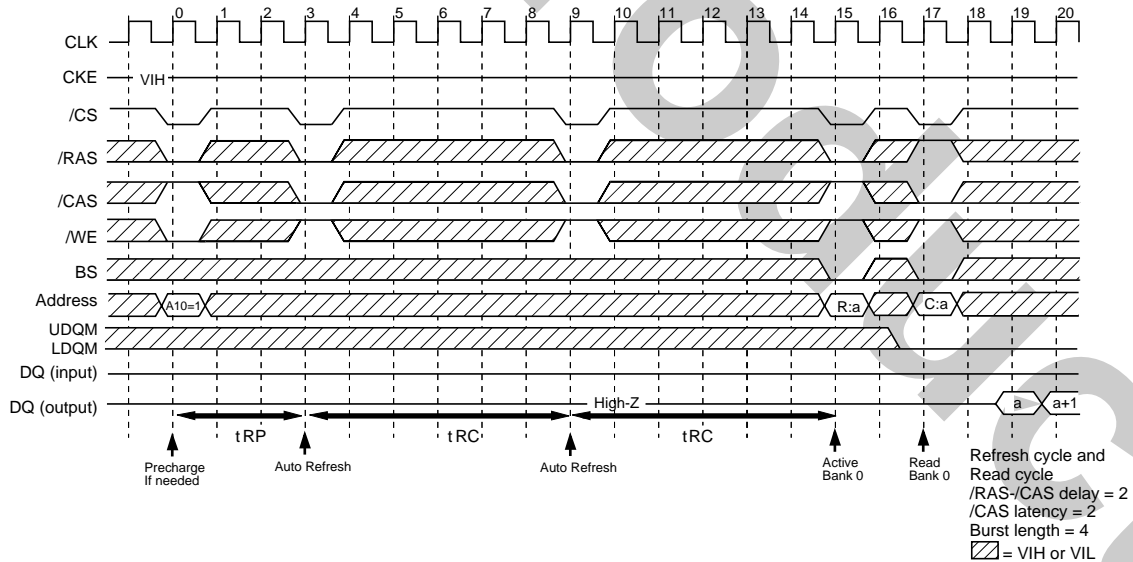 0 1 2 3 4 5 6 7 8 9 10 11 12 13 14 15 16 17 18 19 20
CLK
CKE VIH
/CS
/RAS
/CAS
/WE
BS
Address A10=1 R:a C:a
UDQM
LDQM
DQ (input)
DQ (output) High-Z a a+1
tRP tRC tRC
Precharge
If needed
Auto Refresh
Auto Refresh
Active
Bank 0
Read
Bank 0
Refresh cycle and
Read cycle
/RAS-/CAS delay = 2
/CAS latency = 2
Burst length = 4
= VIH or VIL